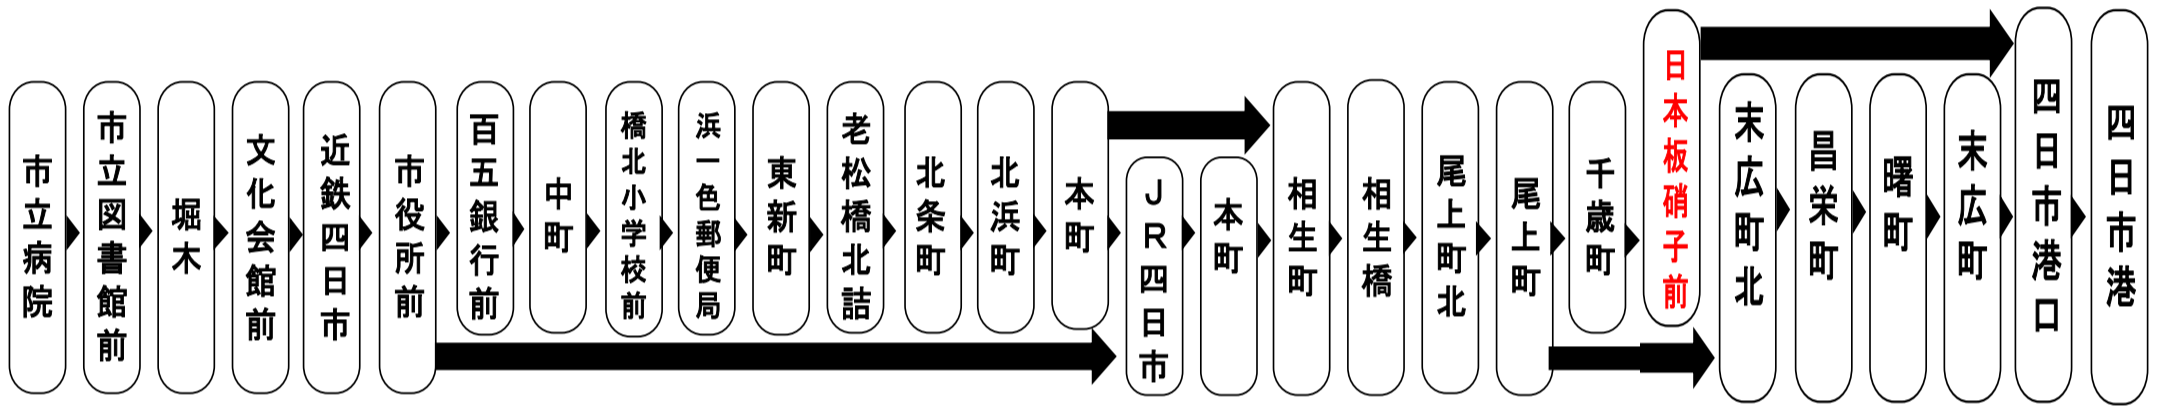 市立病院
市立図書館前
堀木
文化会館前
近鉄四日市
市役所前
百五銀行前
中町
橋北小学校前
浜一色郵便局
東新町
老松橋北詰
北条町
北浜町
本町
ＪＲ四日市
本町
相生町
相生橋
尾上町北
尾上町
千歳町
日本板硝子前
末広町北
昌栄町
曙町
末広町
四日市港口
四日市港